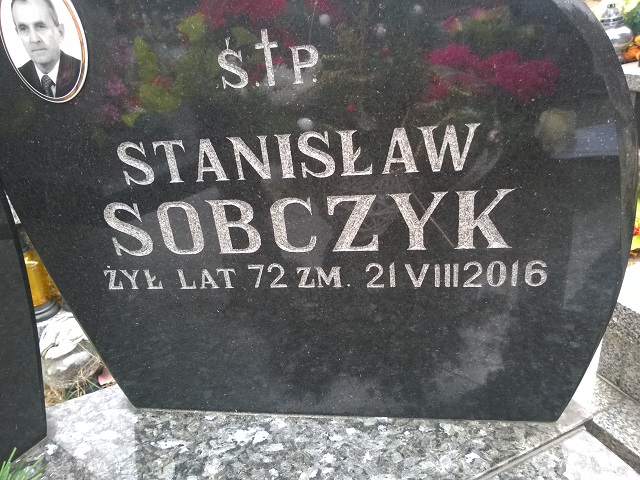 Ś.†P.
STANISŁAW
SOBCZYK
ŻYŁ LAT 72 ZM. 21 VIII 2016